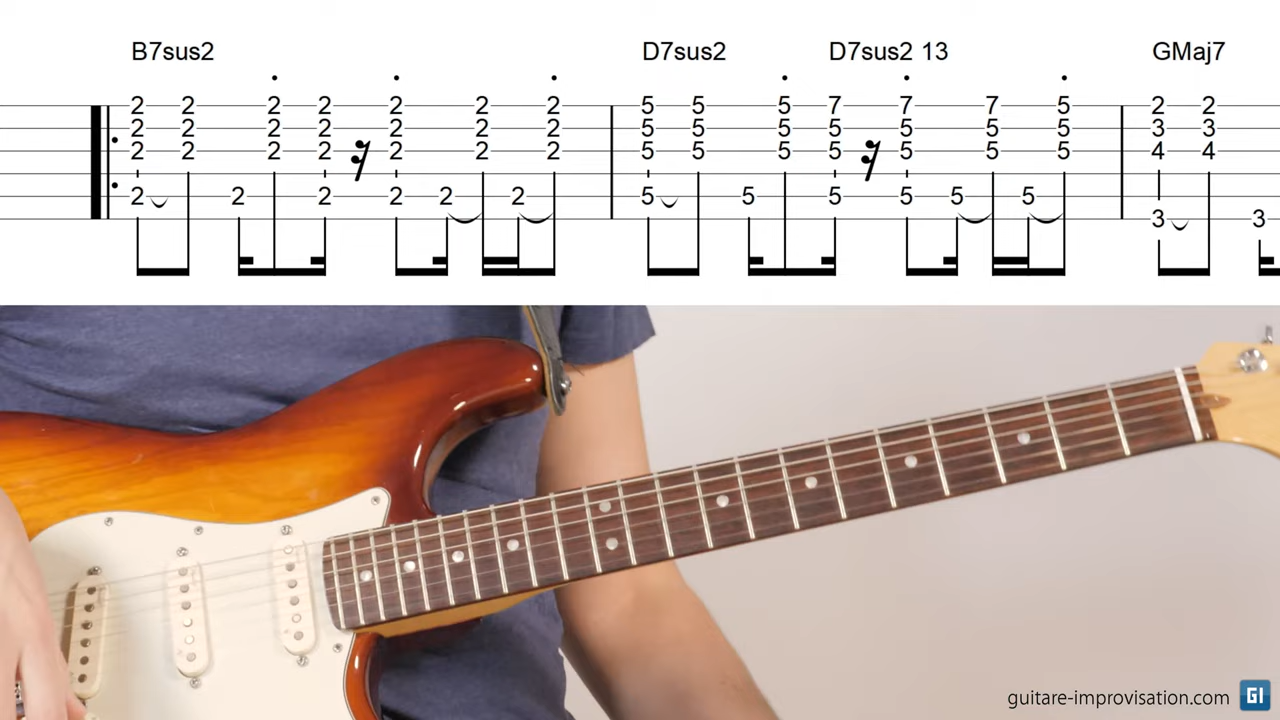 B7sus2 D7sus2 D7sus2 13 GMaj7
2 2 2 2 2 2 2 5 5 5 7 7 7 5 2 2
2 2 2 2 2 2 2 5 5 5 5 5 5 5 3 3
2 2 2 2 2 2 2 5 5 5 5 5 5 5 4 4
2 2 2 2 2 2 5 5 5 5 5 5
3 3
guitare-improvisation.com GI